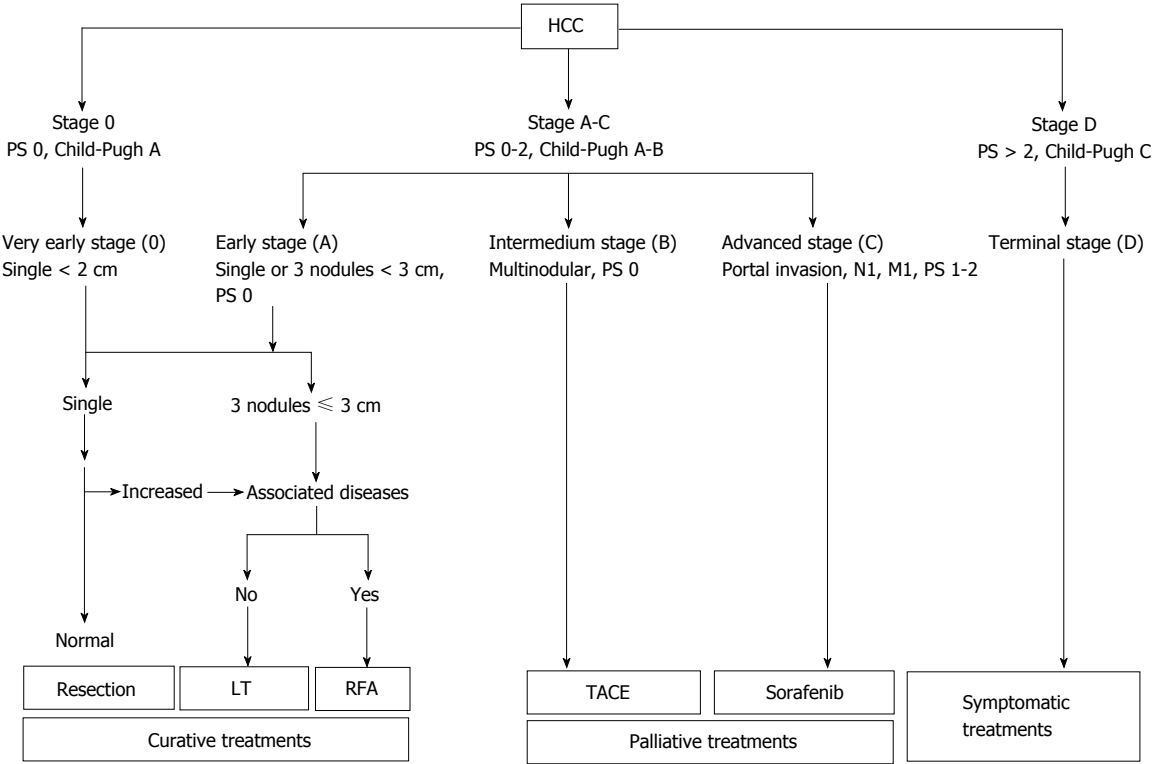 HCC
Stage 0
PS 0, Child-Pugh A
Stage A-C
PS 0-2, Child-Pugh A-B
Stage D
PS > 2, Child-Pugh C
Very early stage (0)
Single < 2 cm
Early stage (A)
Single or 3 nodules < 3 cm,
PS 0
Intermedium stage (B)
Multinodular, PS 0
Advanced stage (C)
Portal invasion, N1, M1, PS 1-2
Terminal stage (D)
Single
3 nodules ≤ 3 cm
Increased
Associated diseases
No
Yes
Normal
Resection
LT
RFA
TACE
Sorafenib
Symptomatic
treatments
Curative treatments
Palliative treatments